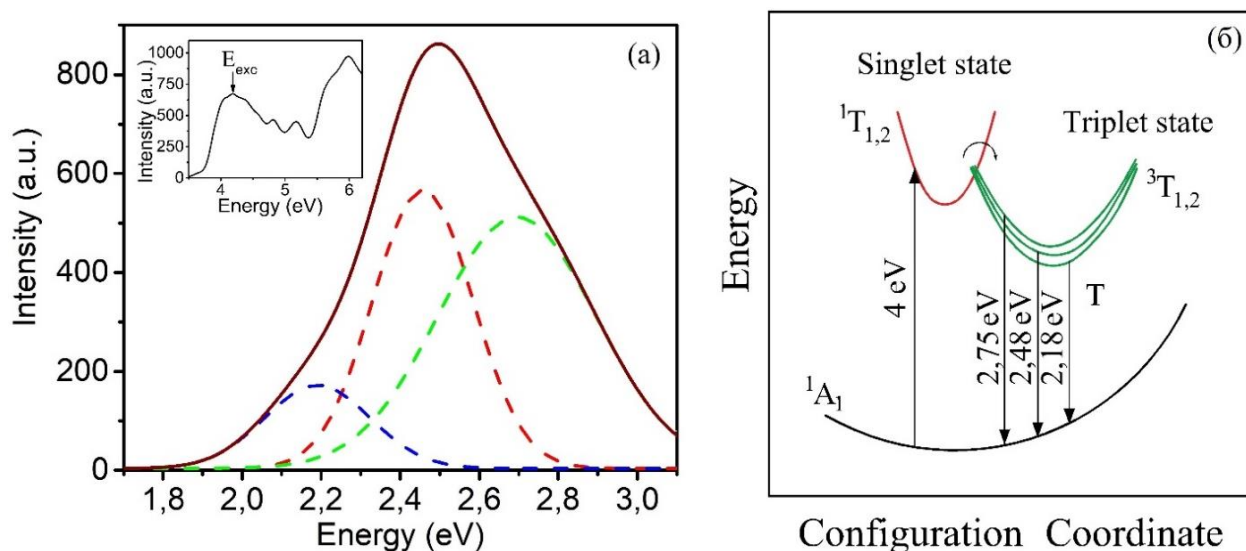 (а)
Intensity (a.u.)
800
600
400
200
0
1,8 2,0 2,2 2,4 2,6 2,8 3,0
Energy (eV)
E_exc
Intensity (a.u.)
1000
750
500
250
0
4 5 6
Energy (eV)
(б)
Singlet state
¹T₁,₂
Triplet state
³T₁,₂
Energy
4 eV
2,75 eV
2,48 eV
2,18 eV
T
¹A₁
Configuration Coordinate